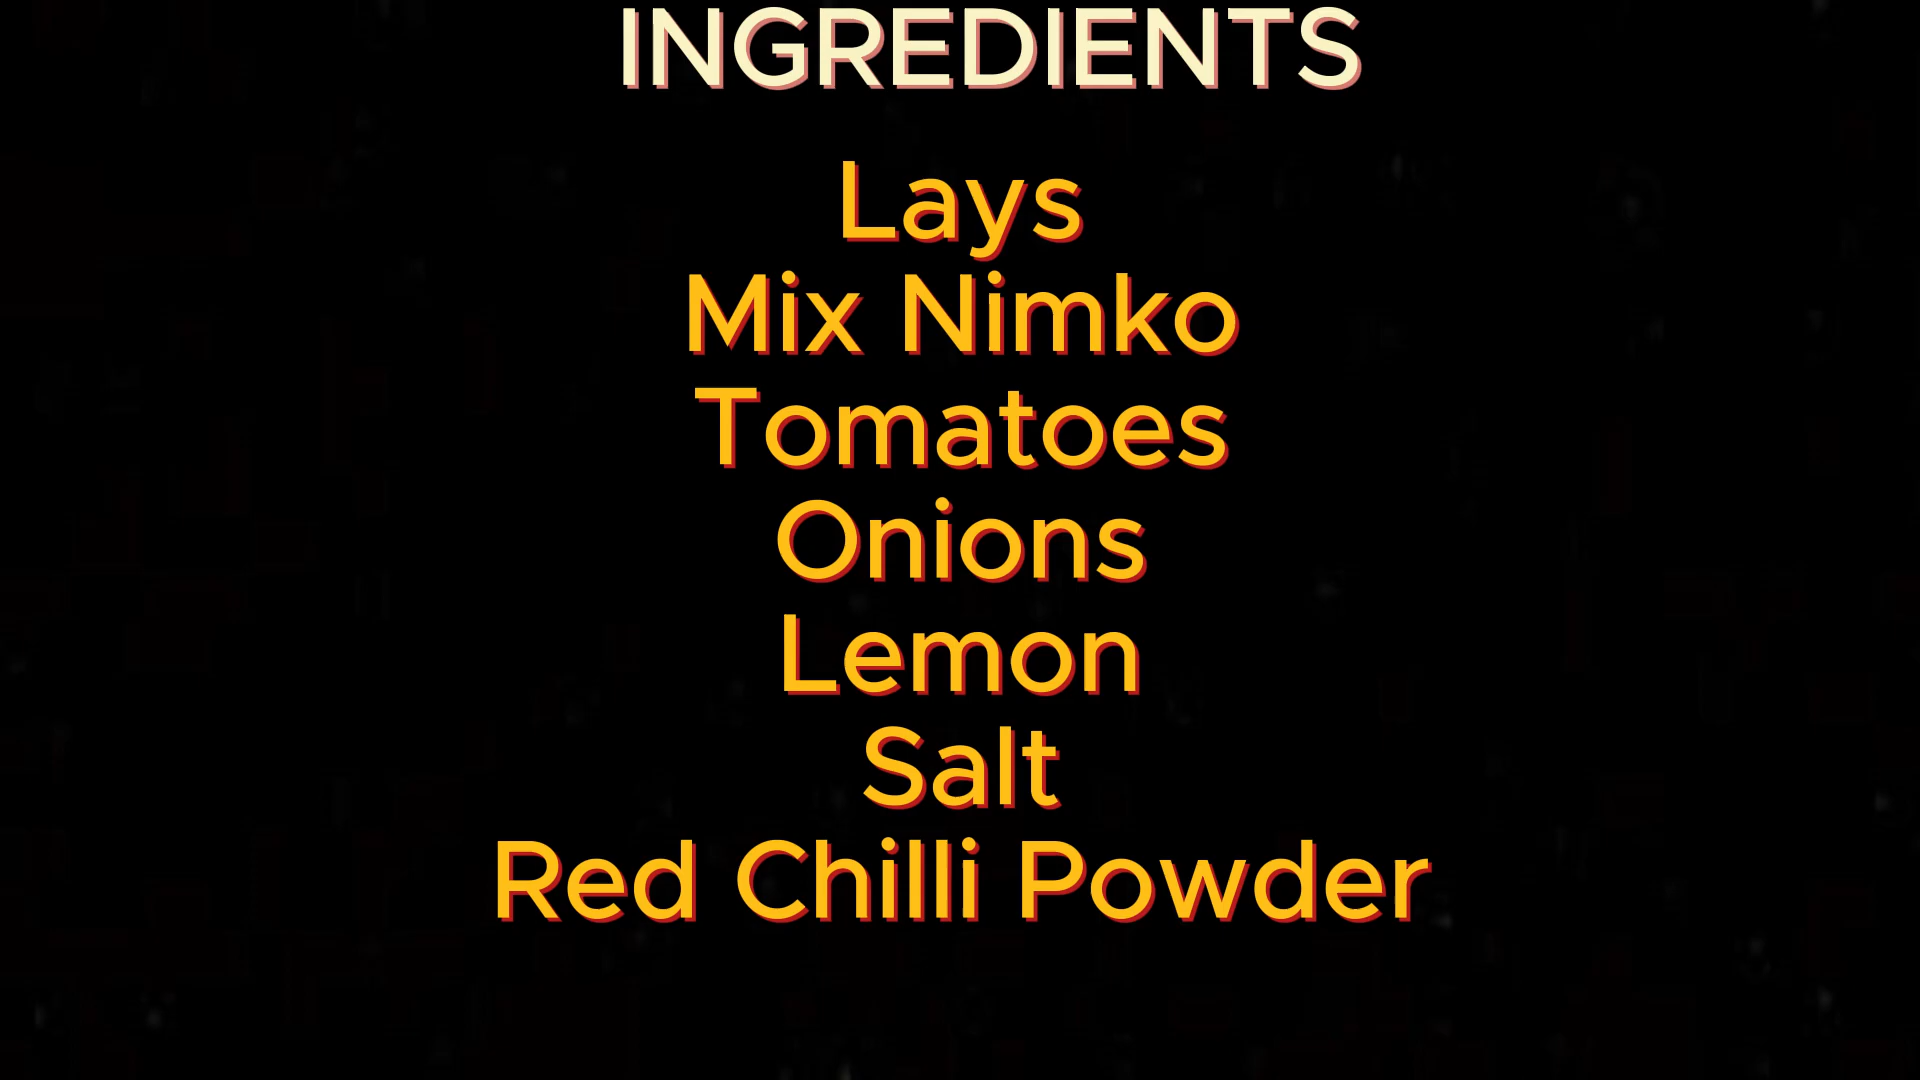 INGREDIENTS
Lays
Mix Nimko
Tomatoes
Onions
Lemon
Salt
Red Chilli Powder